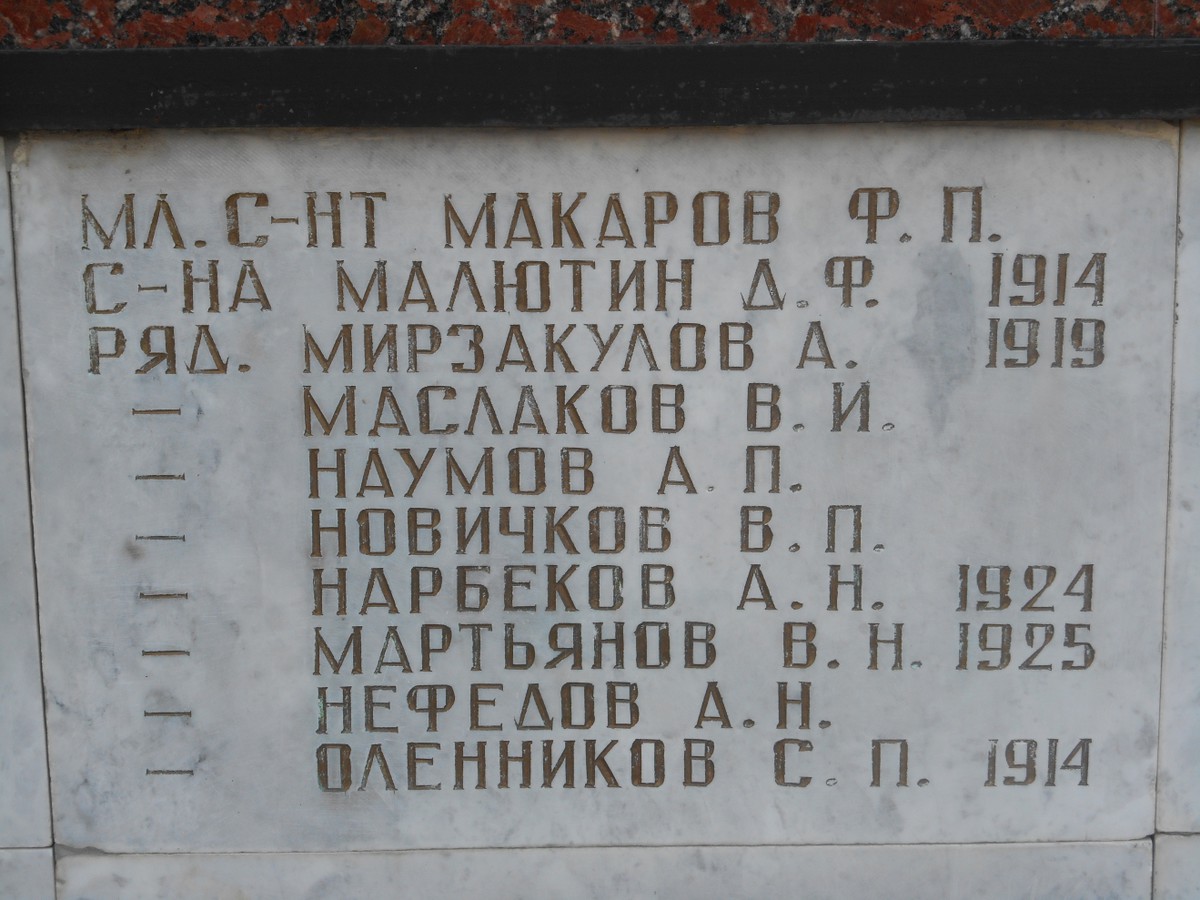 МЛ. С-НТ МАКАРОВ Ф. П.
С-НА МАЛЮТИН Д. Ф. 1914
РЯД. МИРЗАКУЛОВ А. 1919
— МАСЛАКОВ В. И.
— НАУМОВ А. П.
— НОВИЧКОВ В. П.
— НАРБЕКОВ А. Н. 1924
— МАРТЬЯНОВ В. Н. 1925
— НЕФЕДОВ А. Н.
— ОЛЕННИКОВ С. П. 1914